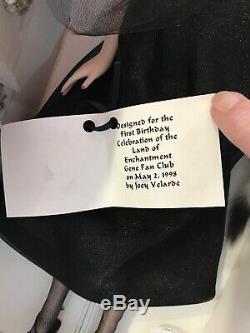 Designed for the
First Birthday
Celebration of the
Land of
Enchantment
Gene Fan Club
on May 2, 1998
by Joey Velarde